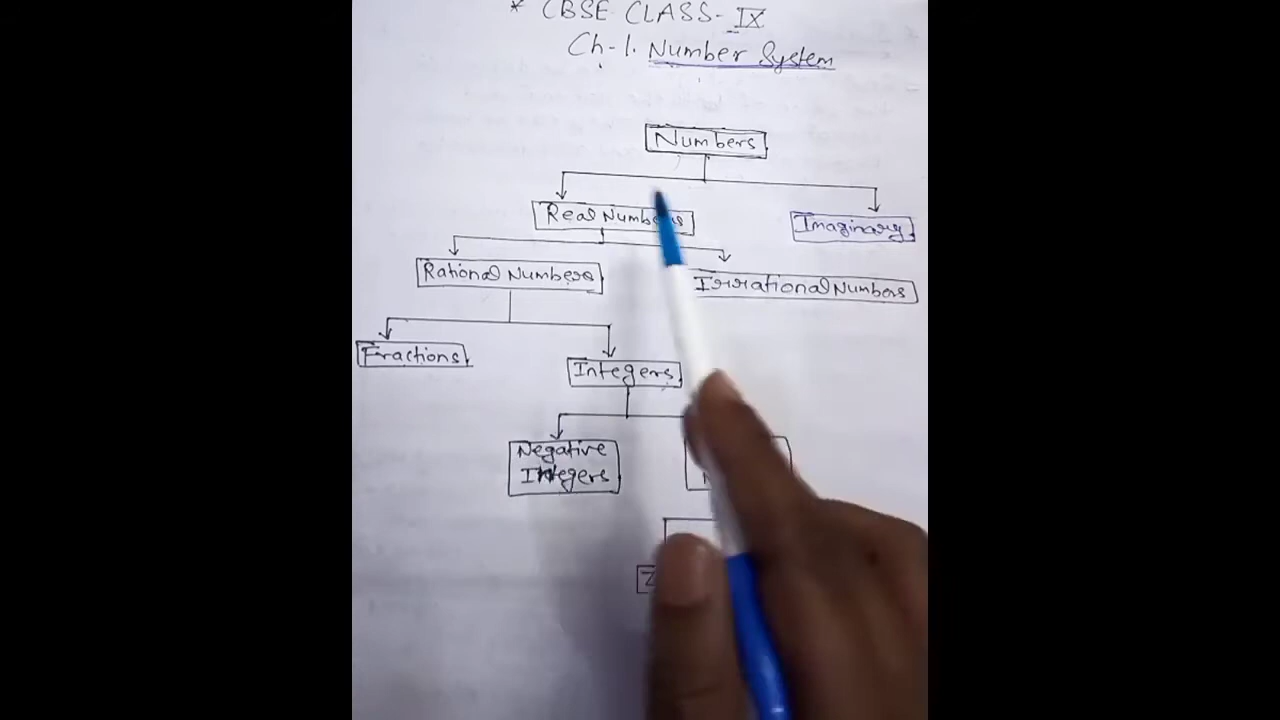 * CBSE CLASS- IX
Ch-1. Number System
Numbers
Real Numbers
Imaginary
Rational Numbers
Irrational Numbers
Fractions
Integers
Negative
Integers